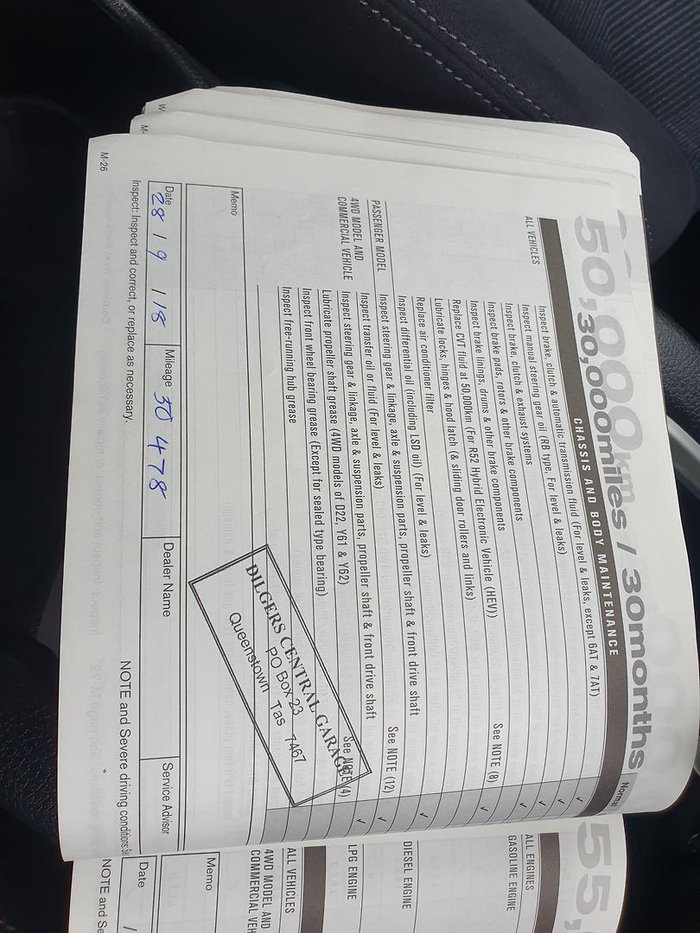 50,000km
30,000miles / 30months
Normal
CHASSIS AND BODY MAINTENANCE
ALL VEHICLES
Inspect brake, clutch & automatic transmission fluid (For level & leaks, except 6AT & 7AT)
Inspect manual steering gear oil (RB type, For level & leaks)
Inspect brake, clutch & exhaust systems
Inspect brake pads, rotors & other brake components
Inspect brake linings, drums & other brake components
Replace CVT fluid at 50,000km (For R52 Hybrid Electronic Vehicle (HEV)) See NOTE (8)
Lubricate locks, hinges & hood latch (& sliding door rollers and links)
Replace air conditioner filter
PASSENGER MODEL
Inspect differential oil (including LSD oil) (For level & leaks)
Inspect steering gear & linkage, axle & suspension parts, propeller shaft & front drive shaft
4WD MODEL AND
COMMERCIAL VEHICLE
Inspect transfer oil or fluid (For level & leaks) See NOTE (12)
Inspect steering gear & linkage, axle & suspension parts, propeller shaft & front drive shaft
Lubricate propeller shaft grease (4WD models of D22, Y61 & Y62) See NOTE (4)
Inspect front wheel bearing grease (Except for sealed type bearing)
Inspect free-running hub grease
DILGERS CENTRAL GARAGE
PO Box 23
Queenstown Tas 7467
Memo
Date 28 / 9 / 18
Mileage 50 478
Dealer Name
Service Advisor
Inspect: Inspect and correct, or replace as necessary.
NOTE and Severe driving conditions
M-26
55,
ALL ENGINES
GASOLINE ENGINE
DIESEL ENGINE
LPG ENGINE
ALL VEHICLES
4WD MODEL AND
COMMERCIAL VEH
Memo
Date /
NOTE and Se